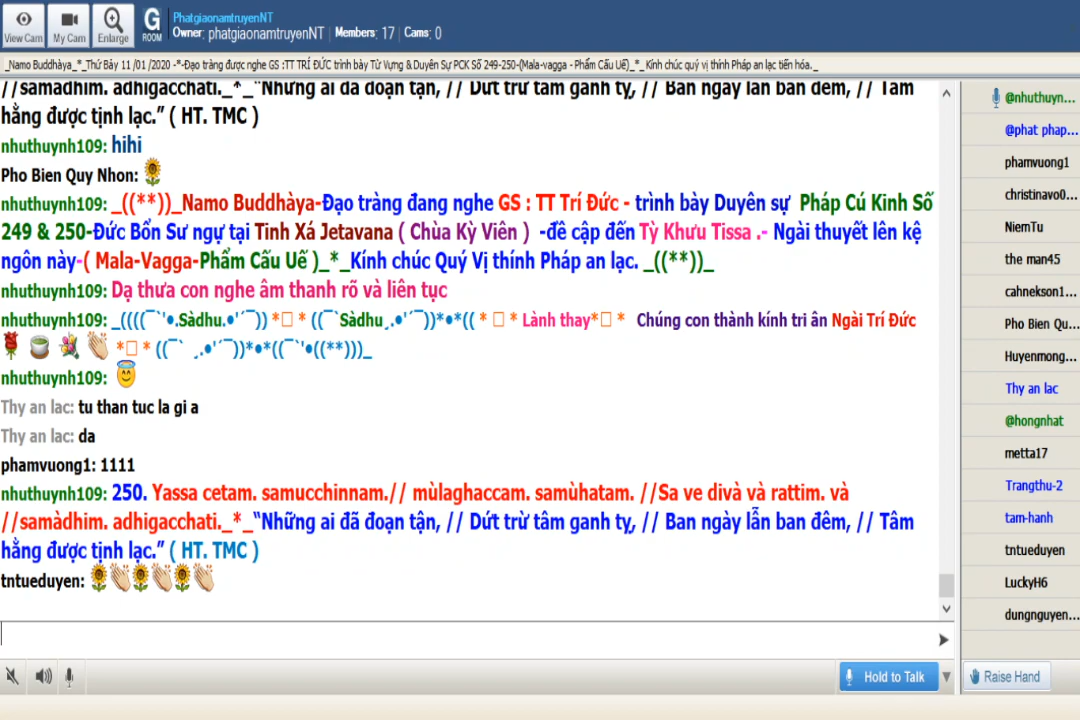 View Cam My Cam Enlarge G ROOM PhatgiaonamtruyenNT
Owner: phatgiaonamtruyenNT | Members: 17 | Cams: 0
_Namo Buddhàya_*_Thứ Bảy 11 /01 /2020 -*-Đạo tràng được nghe GS :TT TRÍ ĐỨC trình bày Từ Vựng & Duyên Sự PCK Số 249-250-(Mala-vagga - Phẩm Cấu Uế)_*_ Kính chúc quý vị thính Pháp an lạc tiến hóa._
//samàdhim. adhigacchati._*_“Những ai đã đoạn tận, // Dứt trừ tâm ganh tỵ, // Ban ngày lẫn ban đêm, // Tâm
hằng được tịnh lạc.” ( HT. TMC )
nhuthuynh109: hihi
Pho Bien Quy Nhon:
nhuthuynh109: _((**))_Namo Buddhàya-Đạo tràng đang nghe GS : TT Trí Đức - trình bày Duyên sự Pháp Cú Kinh Số
249 & 250-Đức Bổn Sư ngự tại Tinh Xá Jetavana ( Chùa Kỳ Viên ) -đề cập đến Tỳ Khưu Tissa .- Ngài thuyết lên kệ
ngôn này-( Mala-Vagga-Phẩm Cấu Uế )_*_Kính chúc Quý Vị thính Pháp an lạc. _((**))_
nhuthuynh109: Dạ thưa con nghe âm thanh rõ và liên tục
nhuthuynh109: _((((¯`'•.Sàdhu.•'´¯)) *□ * ((¯`Sàdhu¸.•'´¯))*•*(( * □ * Lành thay*□ * Chúng con thành kính tri ân Ngài Trí Đức
*□ * ((¯` ¸.•'´¯))*•*((¯`'•((**)))_
nhuthuynh109:
Thy an lac: tu than tuc la gi a
Thy an lac: da
phamvuong1: 1111
nhuthuynh109: 250. Yassa cetam. samucchinnam.// mùlaghaccam. samùhatam. //Sa ve divà và rattim. và
//samàdhim. adhigacchati._*_“Những ai đã đoạn tận, // Dứt trừ tâm ganh tỵ, // Ban ngày lẫn ban đêm, // Tâm
hằng được tịnh lạc.” ( HT. TMC )
tntueduyen:
@nhuthuyn...
@phat phap...
phamvuong1
christinavo0...
NiemTu
the man45
cahnekson1...
Pho Bien Qu...
Huyenmong...
Thy an lac
@hongnhat
metta17
Trangthu-2
tam-hanh
tntueduyen
LuckyH6
dungnguyen...
Hold to Talk
Raise Hand